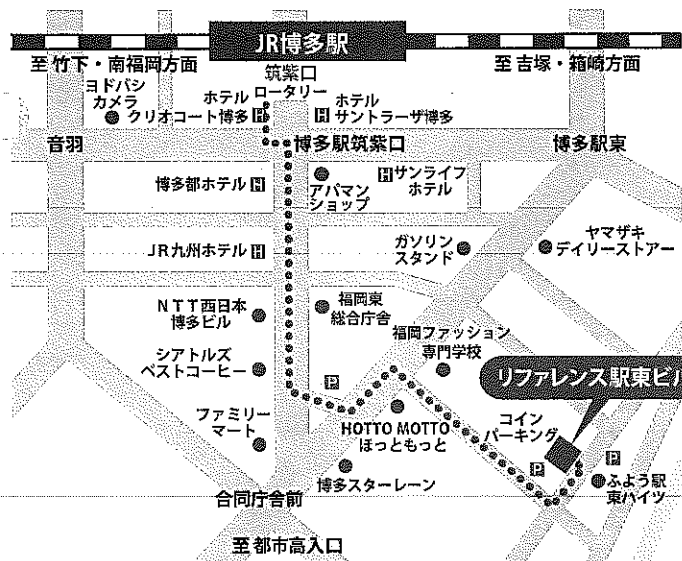 JR博多駅
至 竹下・南福岡方面
筑紫口
ロータリー
至 吉塚・箱崎方面
ヨドバシ
カメラ
ホテル
クリオコート博多 H
H ホテル
サントラーザ博多
音羽
博多駅筑紫口
博多駅東
博多都ホテル H
アパマン
ショップ
H サンライフ
ホテル
JR九州ホテル H
ガソリン
スタンド
ヤマザキ
デイリーストアー
NTT西日本
博多ビル
福岡東
総合庁舎
福岡ファッション
専門学校
シアトルズ
ベストコーヒー
P
リファレンス駅東ビ
ファミリー
マート
HOTTO MOTTO
ほっともっと
コイン
パーキング
P
P
博多スターレーン
ふよう駅
東ハイツ
合同庁舎前
至 都市高入口